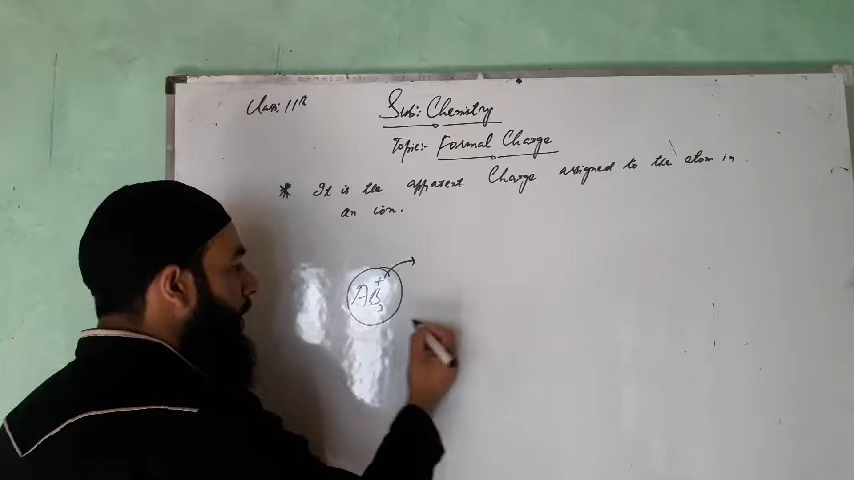 Class: 11th
Sub: Chemistry
Topic:- Formal Charge
* It is the apparent Charge assigned to the atom in
an ion.
AB3+